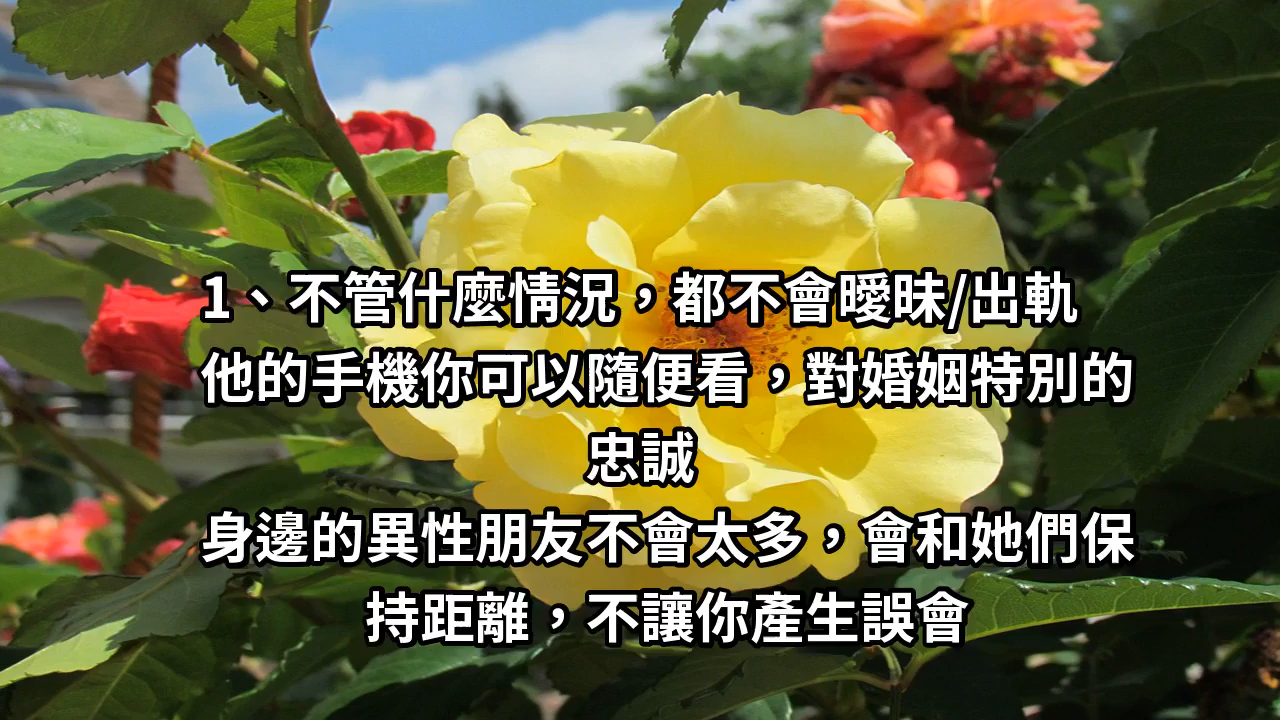 1、不管什麼情況，都不會曖昧/出軌
他的手機你可以隨便看，對婚姻特別的
忠誠
身邊的異性朋友不會太多，會和她們保
持距離，不讓你產生誤會